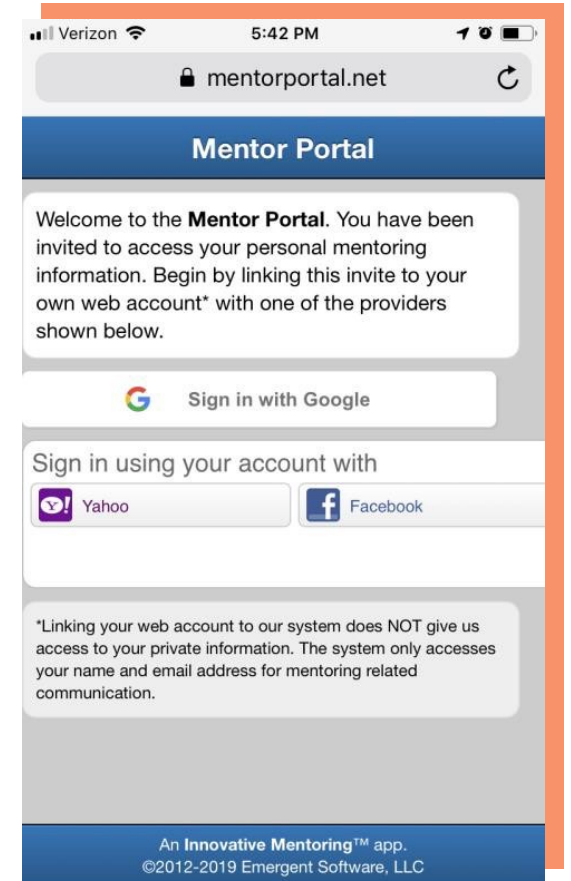 Verizon 5:42 PM
mentorportal.net
Mentor Portal
Welcome to the Mentor Portal. You have been
invited to access your personal mentoring
information. Begin by linking this invite to your
own web account* with one of the providers
shown below.
G Sign in with Google
Sign in using your account with
Y! Yahoo
f Facebook
*Linking your web account to our system does NOT give us
access to your private information. The system only accesses
your name and email address for mentoring related
communication.
An Innovative Mentoring™ app.
©2012-2019 Emergent Software, LLC